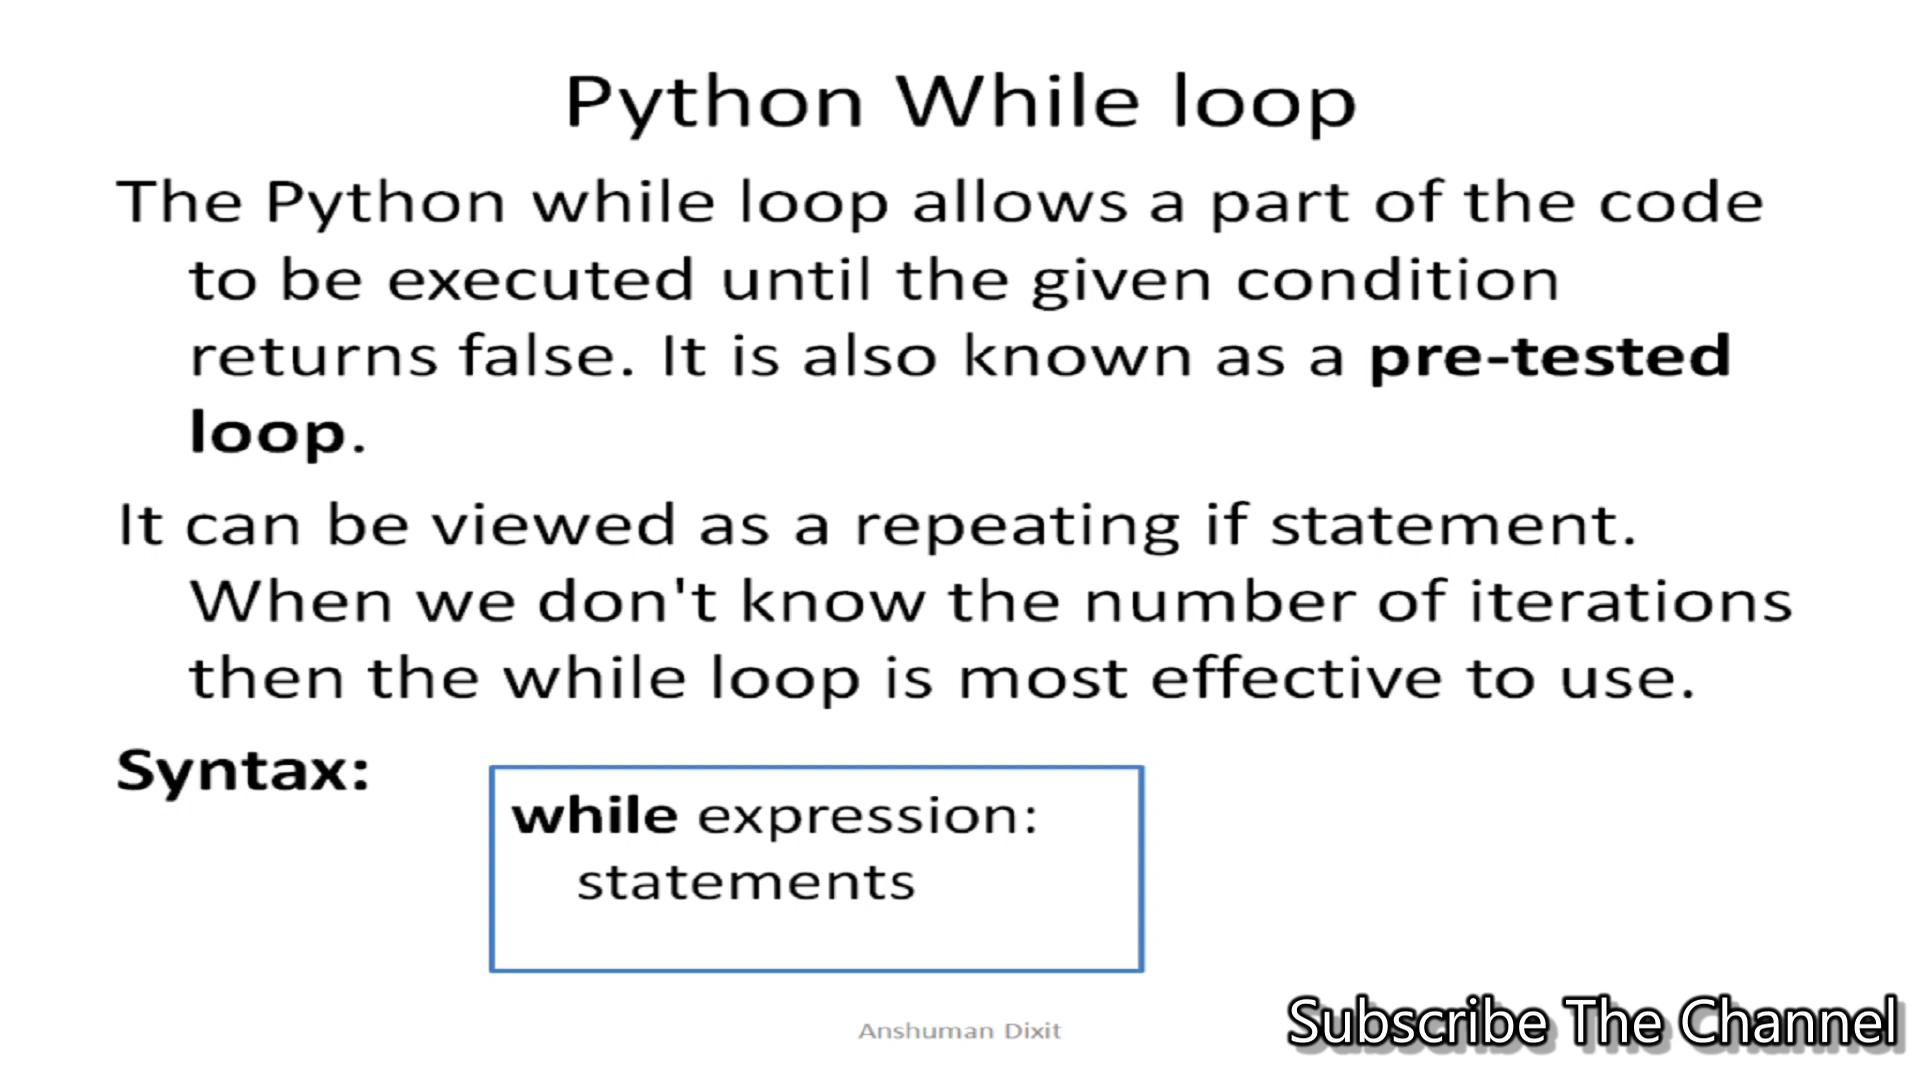 Python While loop
The Python while loop allows a part of the code
to be executed until the given condition
returns false. It is also known as a pre-tested
loop.
It can be viewed as a repeating if statement.
When we don't know the number of iterations
then the while loop is most effective to use.
Syntax:
while expression:
statements
Anshuman Dixit
Subscribe The Channel